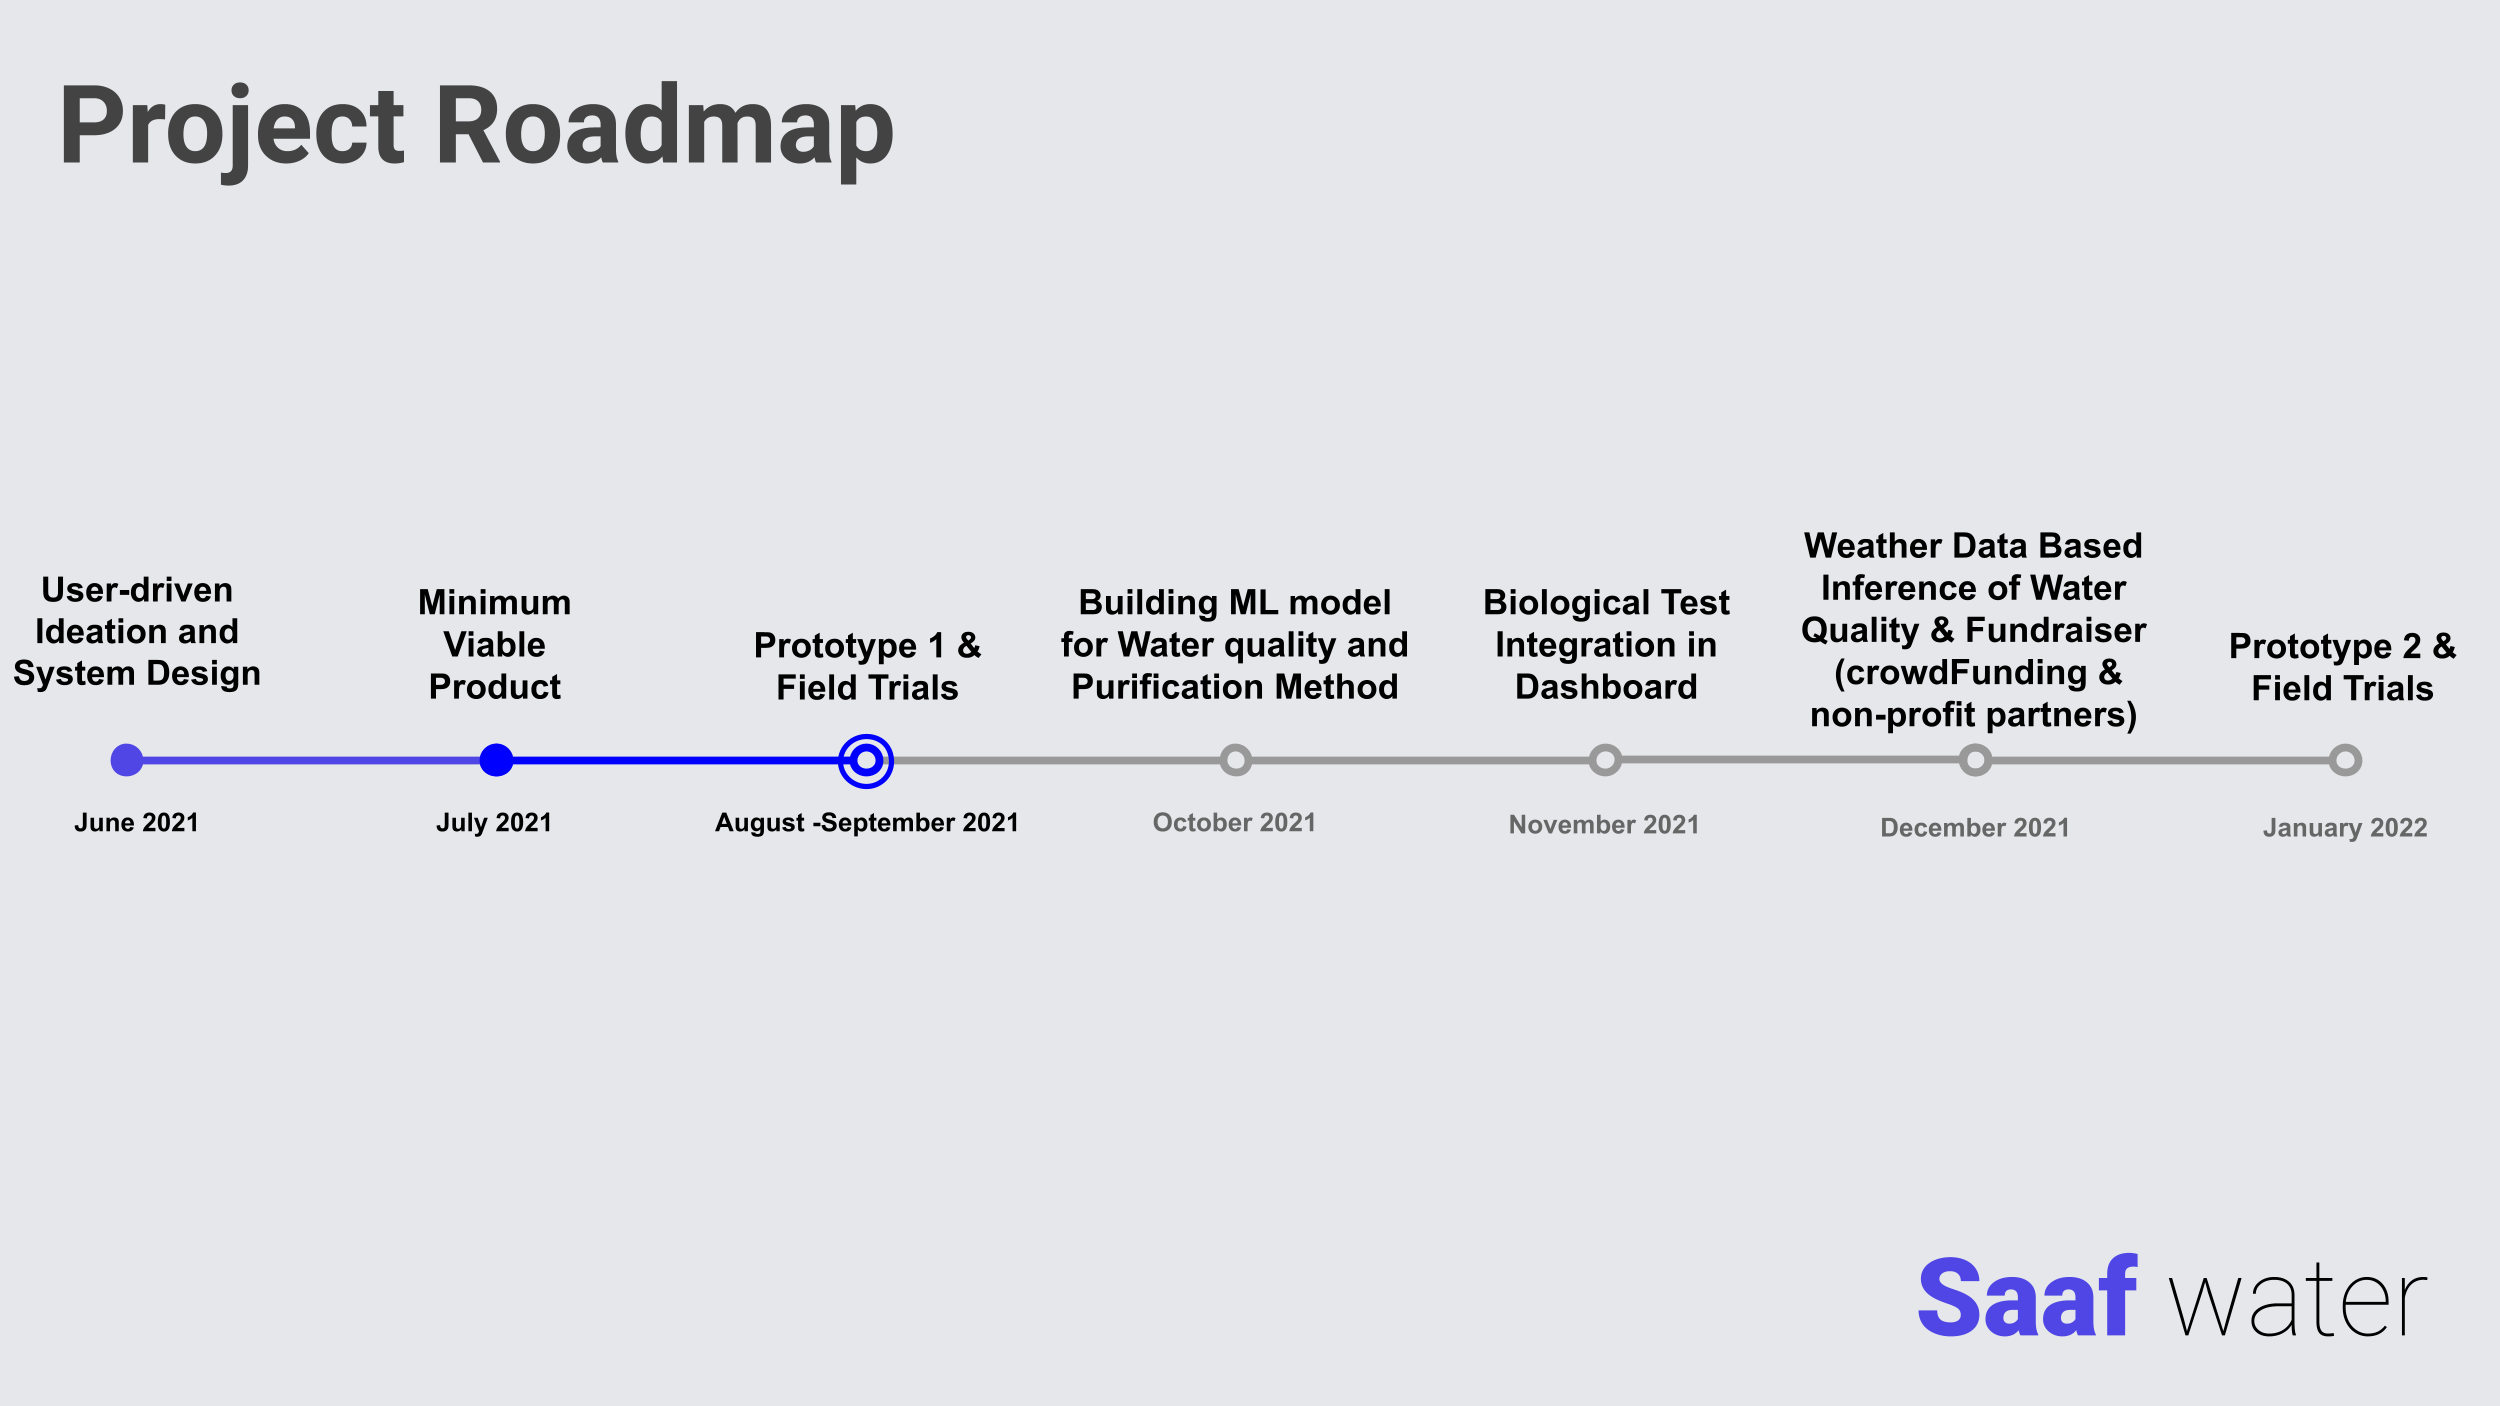 Project Roadmap
User-driven
Ideation and
System Design
Minimum
Viable
Product
Prototype 1 &
Field Trials
Building ML model
for Water quality and
Purification Method
Biological Test
Integration in
Dashboard
Weather Data Based
Inference of Water
Quality & Funding
(crowdfunding &
non-profit partners)
Prototype 2 &
Field Trials
June 2021
July 2021
August -September 2021
October 2021
November 2021
December 2021
January 2022
Saaf water